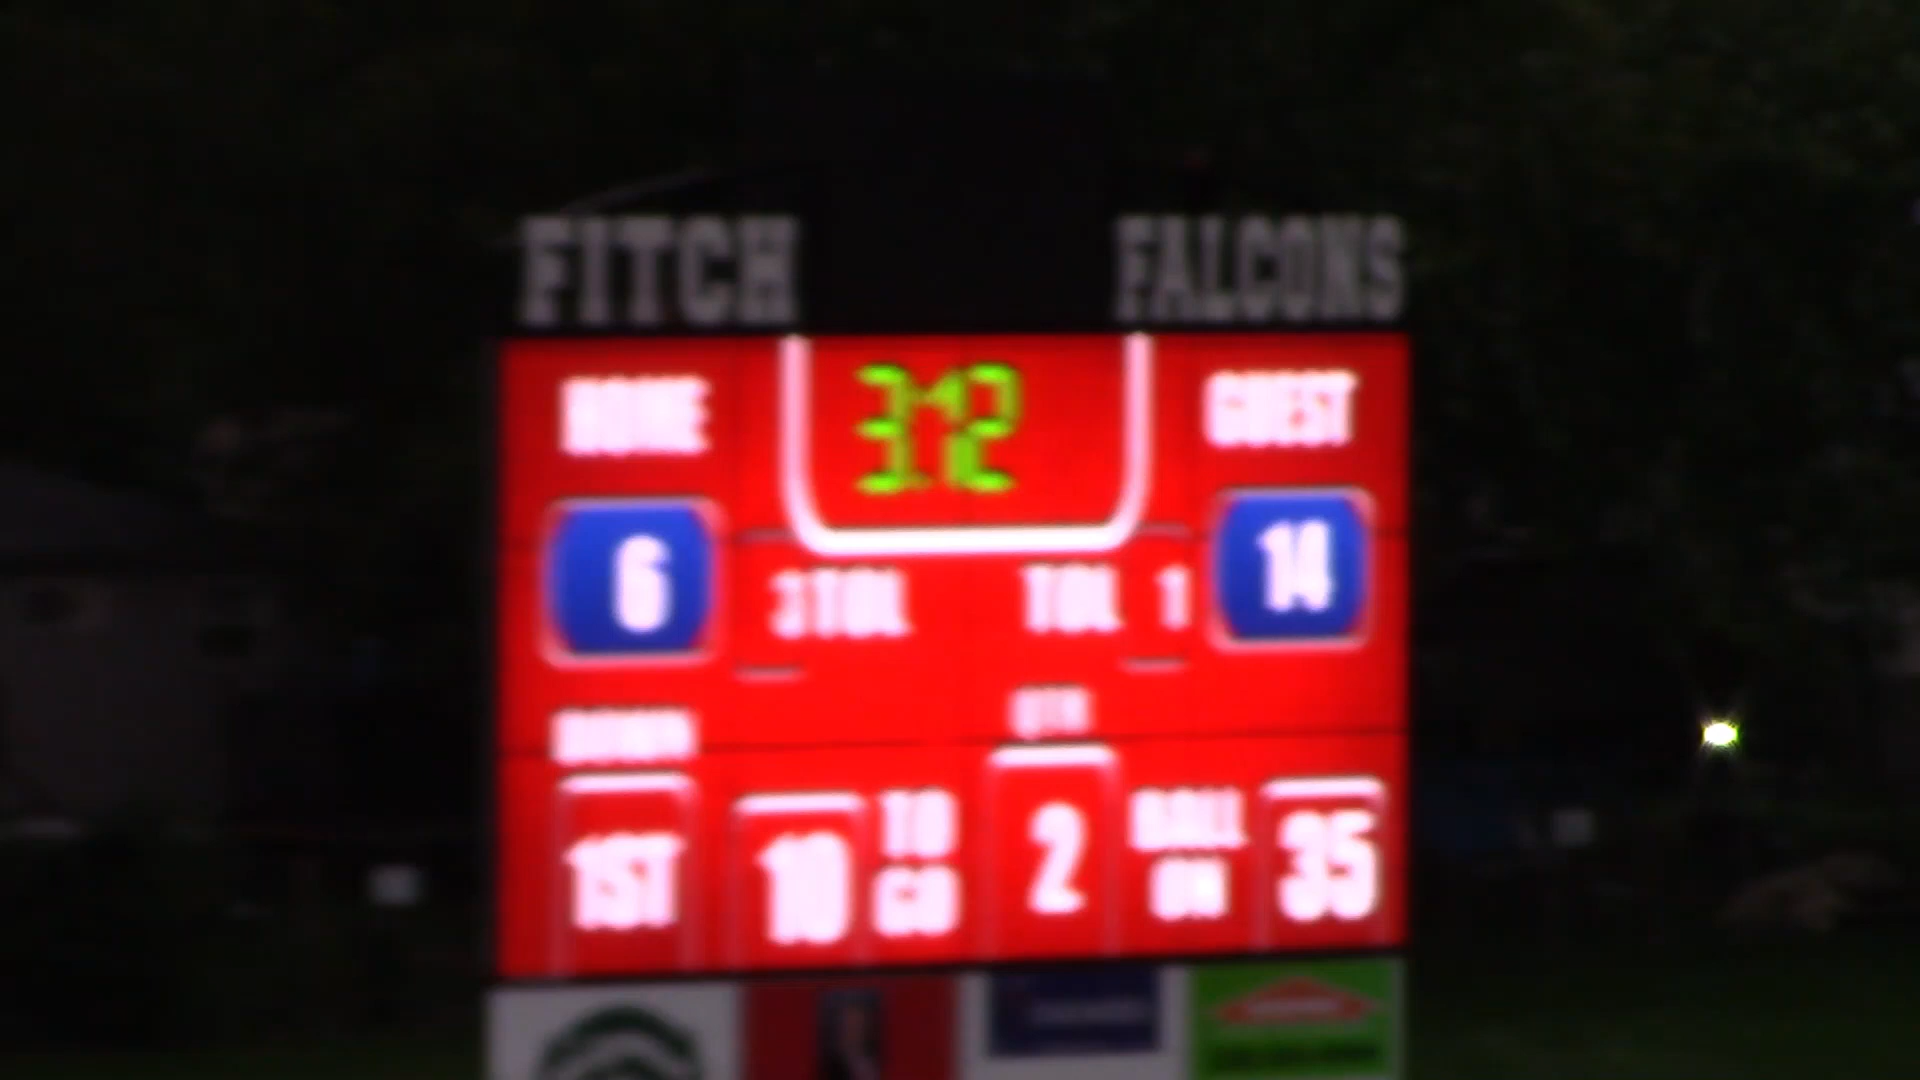 FITCH FALCONS
HOME 3:12 GUEST
6 3 TOL TOL 1 14
DOWN QTR
1ST 10 TO GO 2 BALL ON 35